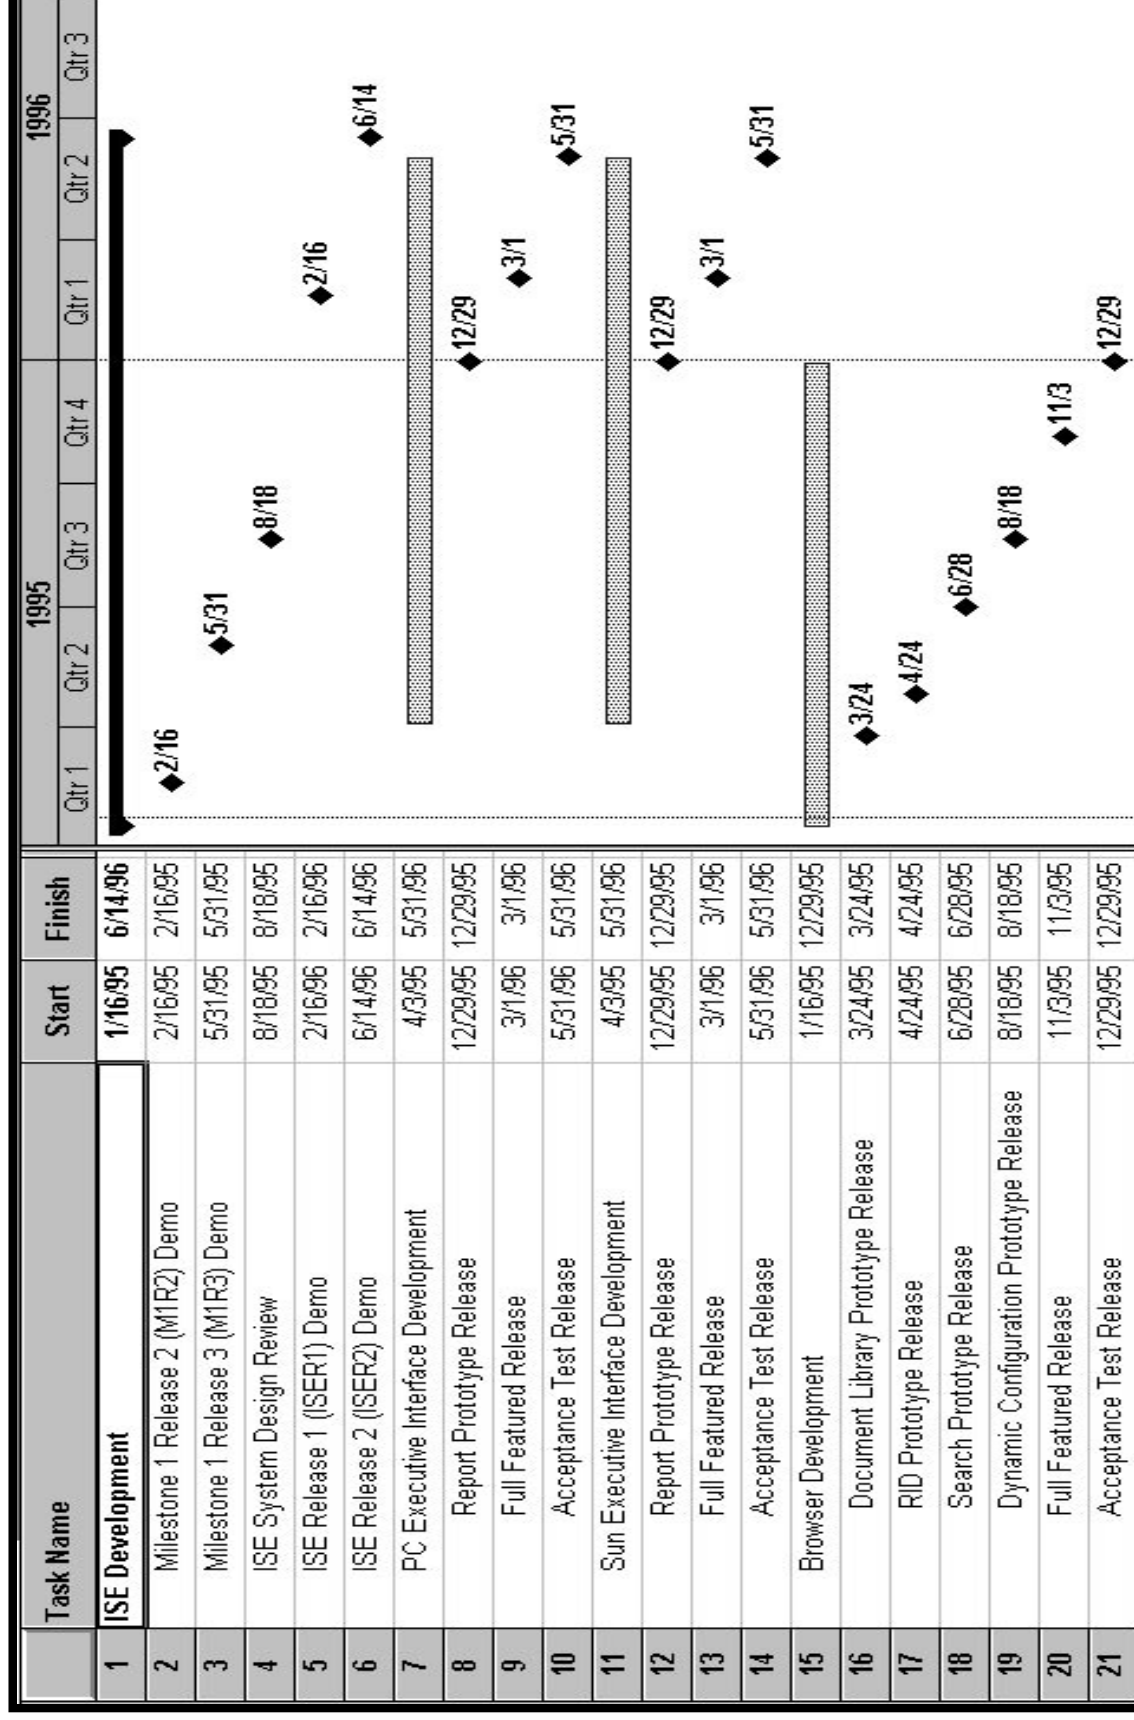 Task Name Start Finish 1995 1996
Qtr 1 Qtr 2 Qtr 3 Qtr 4 Qtr 1 Qtr 2 Qtr 3
1 ISE Development 1/16/95 6/14/96
2 Milestone 1 Release 2 (M1R2) Demo 2/16/95 2/16/95 2/16
3 Milestone 1 Release 3 (M1R3) Demo 5/31/95 5/31/95 5/31
4 ISE System Design Review 8/18/95 8/18/95 8/18
5 ISE Release 1 (ISER1) Demo 2/16/96 2/16/96 2/16
6 ISE Release 2 (ISER2) Demo 6/14/96 6/14/96 6/14
7 PC Executive Interface Development 4/3/95 5/31/96
8 Report Prototype Release 12/29/95 12/29/95 12/29
9 Full Featured Release 3/1/96 3/1/96 3/1
10 Acceptance Test Release 5/31/96 5/31/96 5/31
11 Sun Executive Interface Development 4/3/95 5/31/96
12 Report Prototype Release 12/29/95 12/29/95 12/29
13 Full Featured Release 3/1/96 3/1/96 3/1
14 Acceptance Test Release 5/31/96 5/31/96 5/31
15 Browser Development 1/16/95 12/29/95
16 Document Library Prototype Release 3/24/95 3/24/95 3/24
17 RID Prototype Release 4/24/95 4/24/95 4/24
18 Search Prototype Release 6/28/95 6/28/95 6/28
19 Dynamic Configuration Prototype Release 8/18/95 8/18/95 8/18
20 Full Featured Release 11/3/95 11/3/95 11/3
21 Acceptance Test Release 12/29/95 12/29/95 12/29